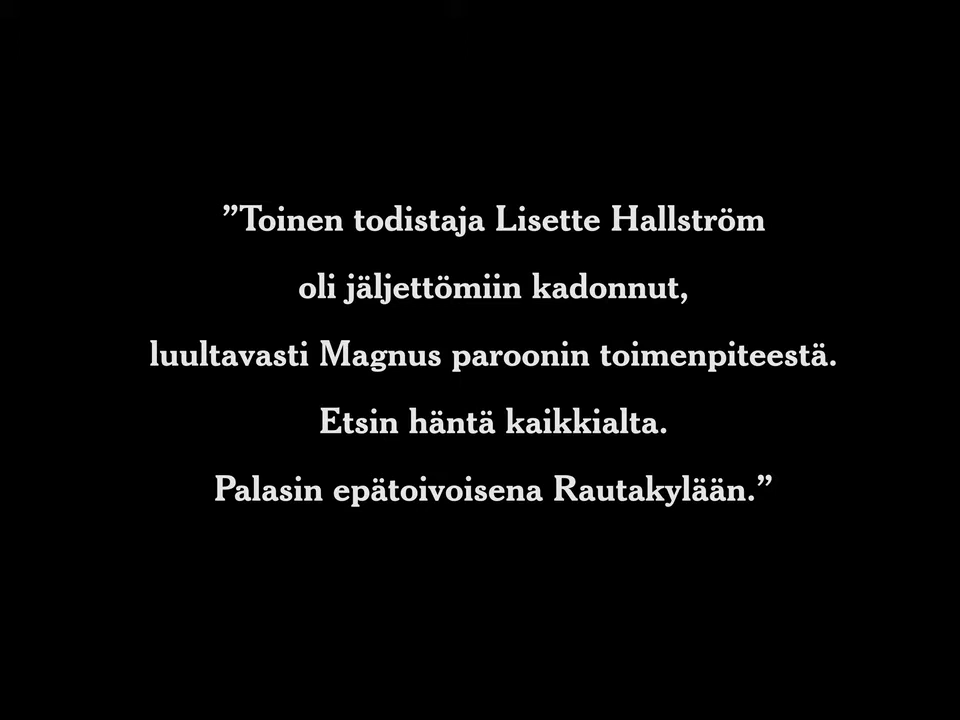 ”Toinen todistaja Lisette Hallström
oli jäljettömiin kadonnut,
luultavasti Magnus paroonin toimenpiteestä.
Etsin häntä kaikkialta.
Palasin epätoivoisena Rautakylään.”